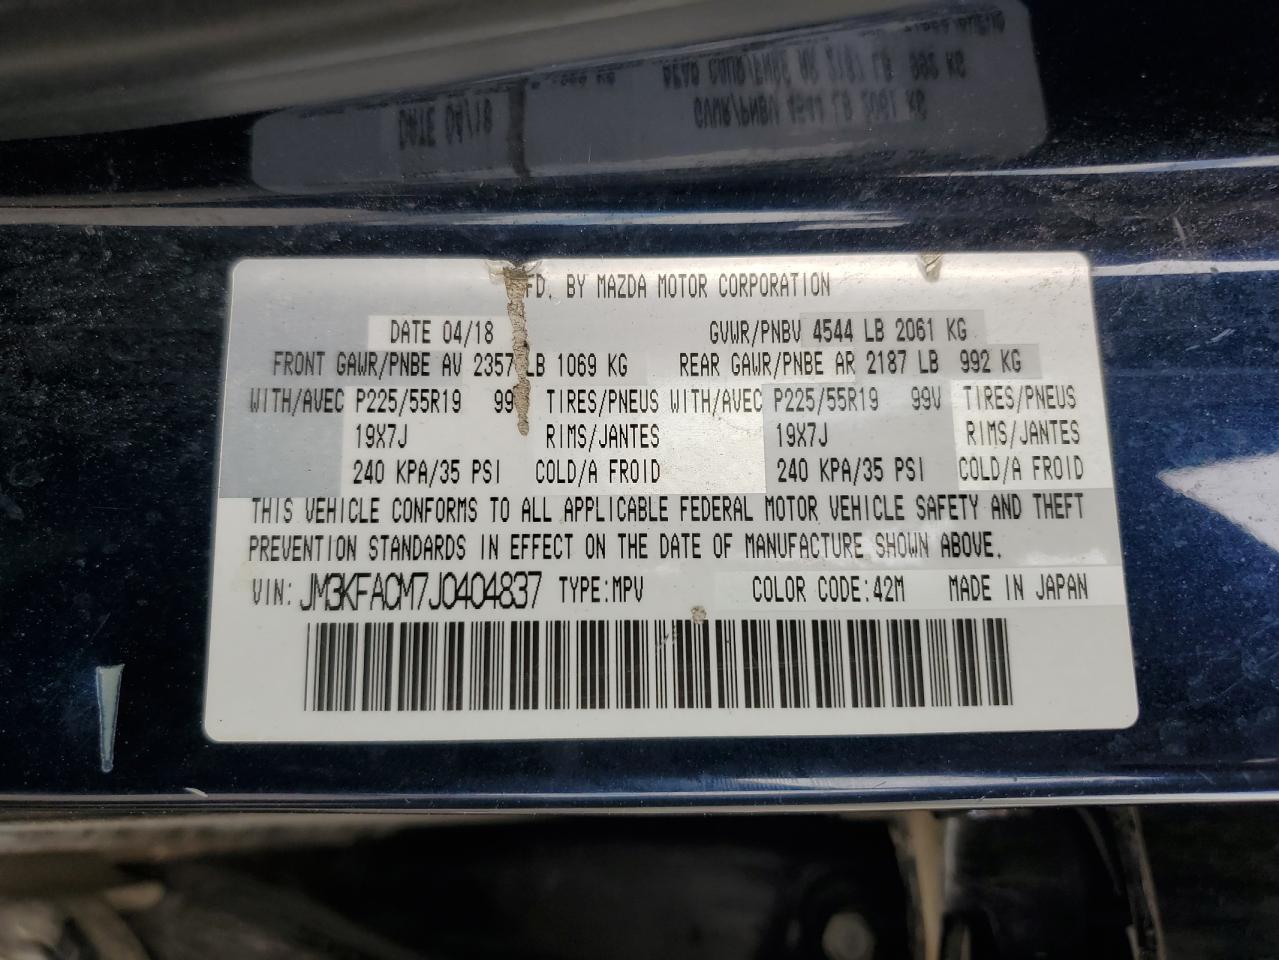 FD. BY MAZDA MOTOR CORPORATION
DATE 04/18 GVWR/PNBV 4544 LB 2061 KG
FRONT GAWR/PNBE AV 2357 LB 1069 KG REAR GAWR/PNBE AR 2187 LB 992 KG
WITH/AVEC P225/55R19 99 TIRES/PNEUS WITH/AVEC P225/55R19 99V TIRES/PNEUS
19X7J RIMS/JANTES 19X7J RIMS/JANTES
240 KPA/35 PSI COLD/A FROID 240 KPA/35 PSI COLD/A FROID
THIS VEHICLE CONFORMS TO ALL APPLICABLE FEDERAL MOTOR VEHICLE SAFETY AND THEFT
PREVENTION STANDARDS IN EFFECT ON THE DATE OF MANUFACTURE SHOWN ABOVE.
VIN: JM3KFACM7J0404837 TYPE:MPV COLOR CODE:42M MADE IN JAPAN